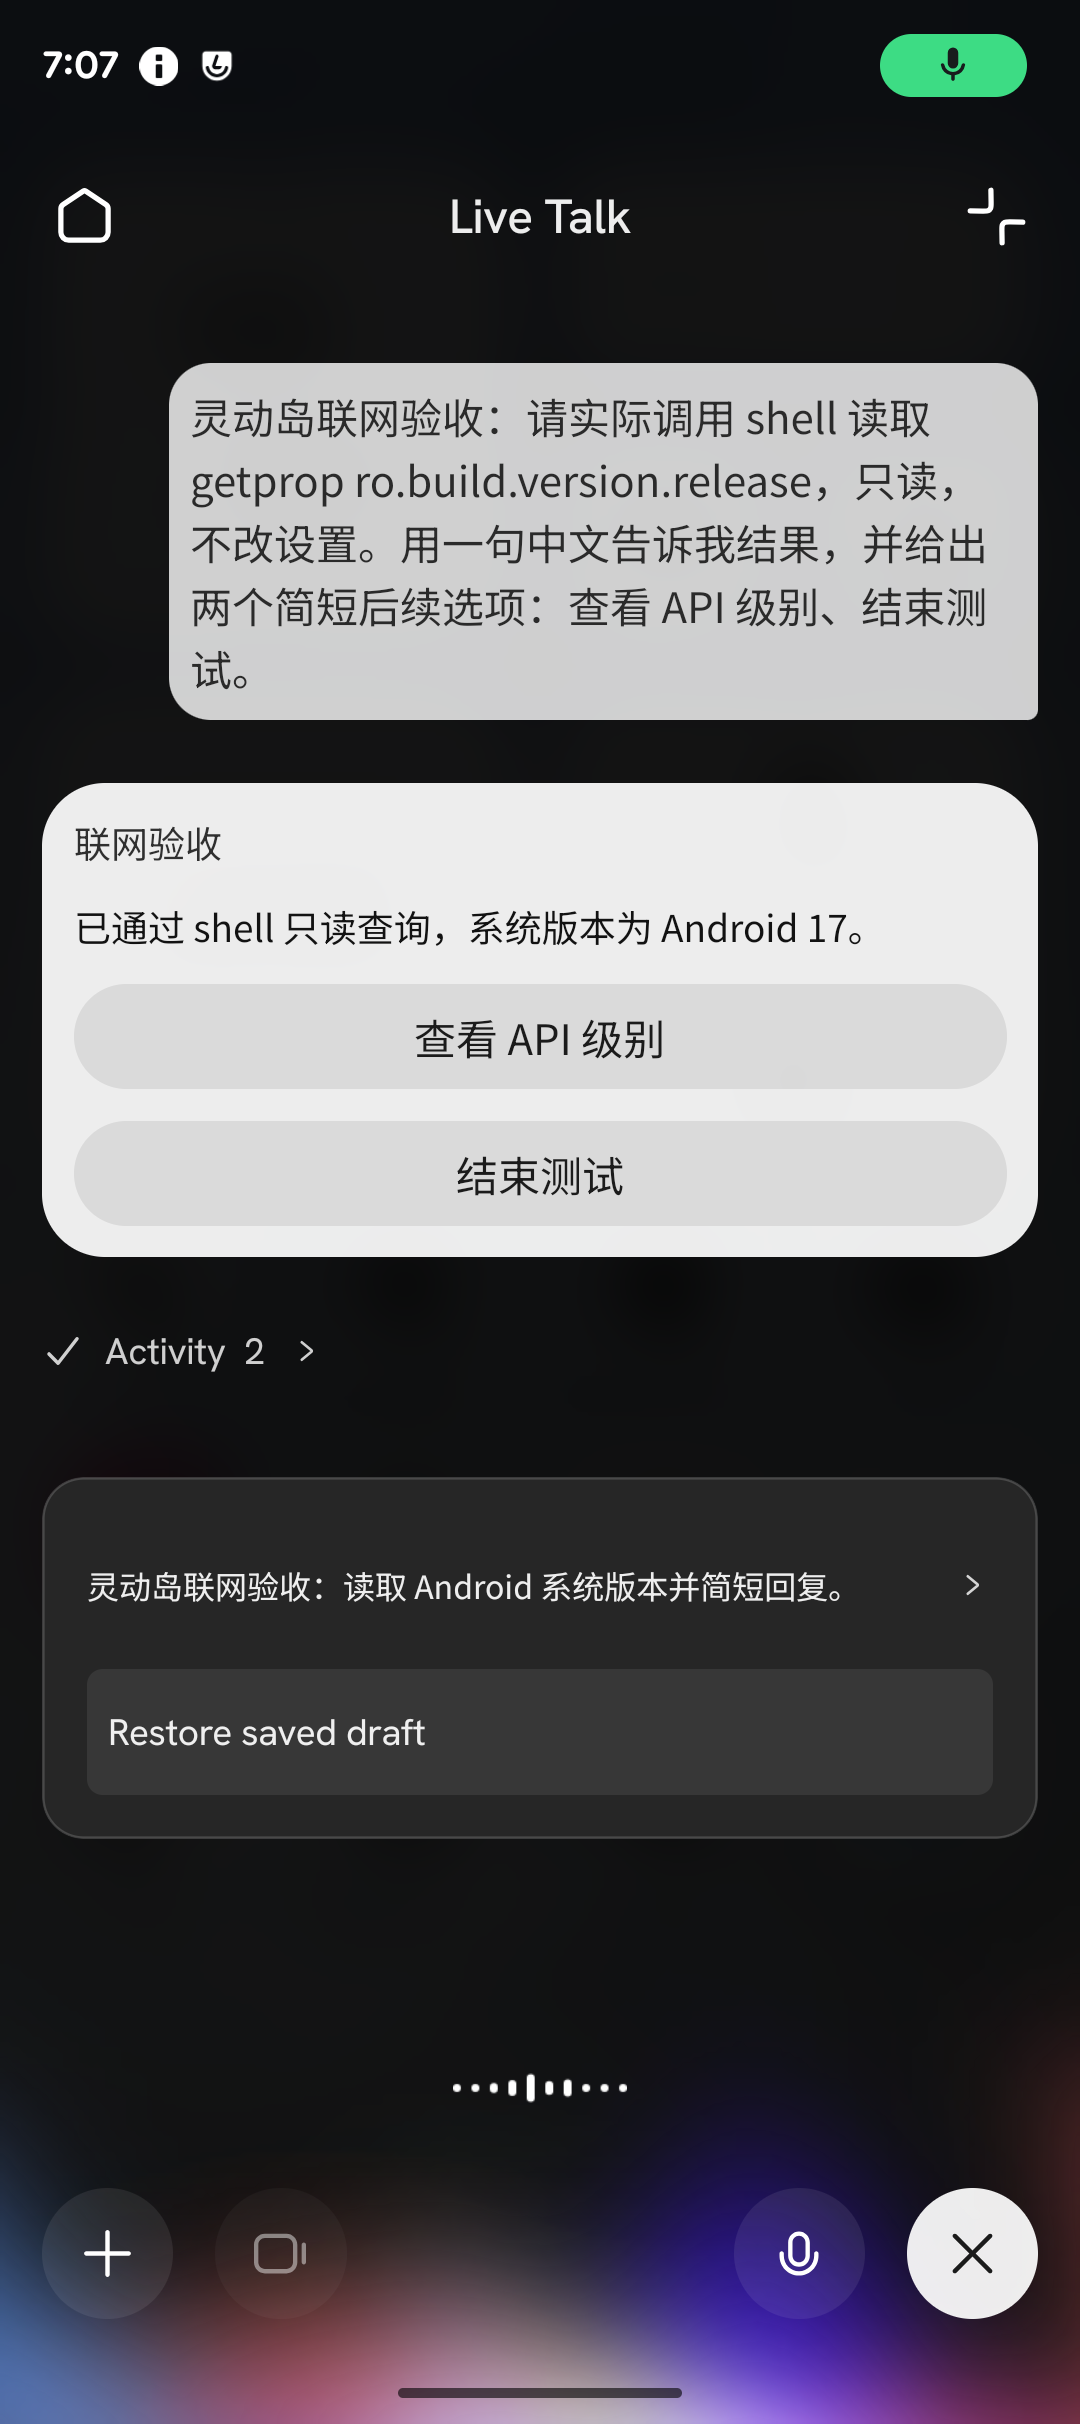 7:07
Live Talk
灵动岛联网验收：请实际调用 shell 读取
getprop ro.build.version.release，只读，
不改设置。用一句中文告诉我结果，并给出
两个简短后续选项：查看 API 级别、结束测
试。
联网验收
已通过 shell 只读查询，系统版本为 Android 17。
查看 API 级别
结束测试
Activity 2
灵动岛联网验收：读取 Android 系统版本并简短回复。
Restore saved draft